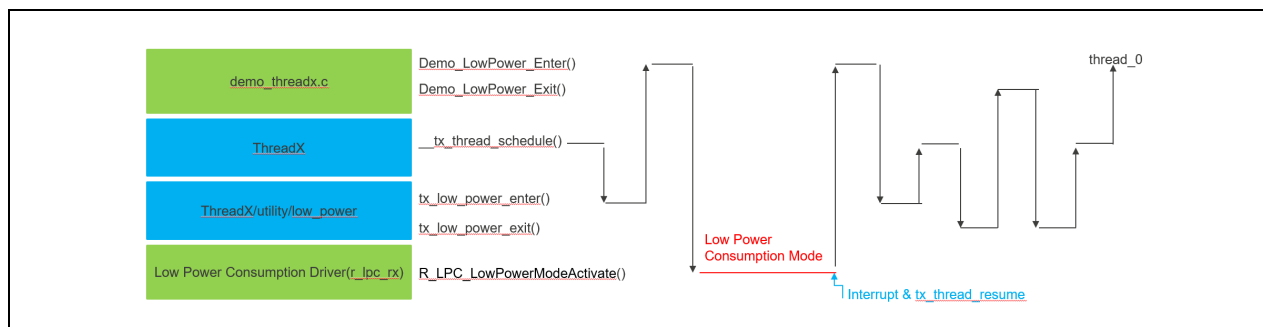 demo_threadx.c
Demo_LowPower_Enter()
Demo_LowPower_Exit()
ThreadX
__tx_thread_schedule()
ThreadX/utility/low_power
tx_low_power_enter()
tx_low_power_exit()
Low Power Consumption Driver(r_lpc_rx)
R_LPC_LowPowerModeActivate()
Low Power
Consumption Mode
Interrupt & tx_thread_resume
thread_0